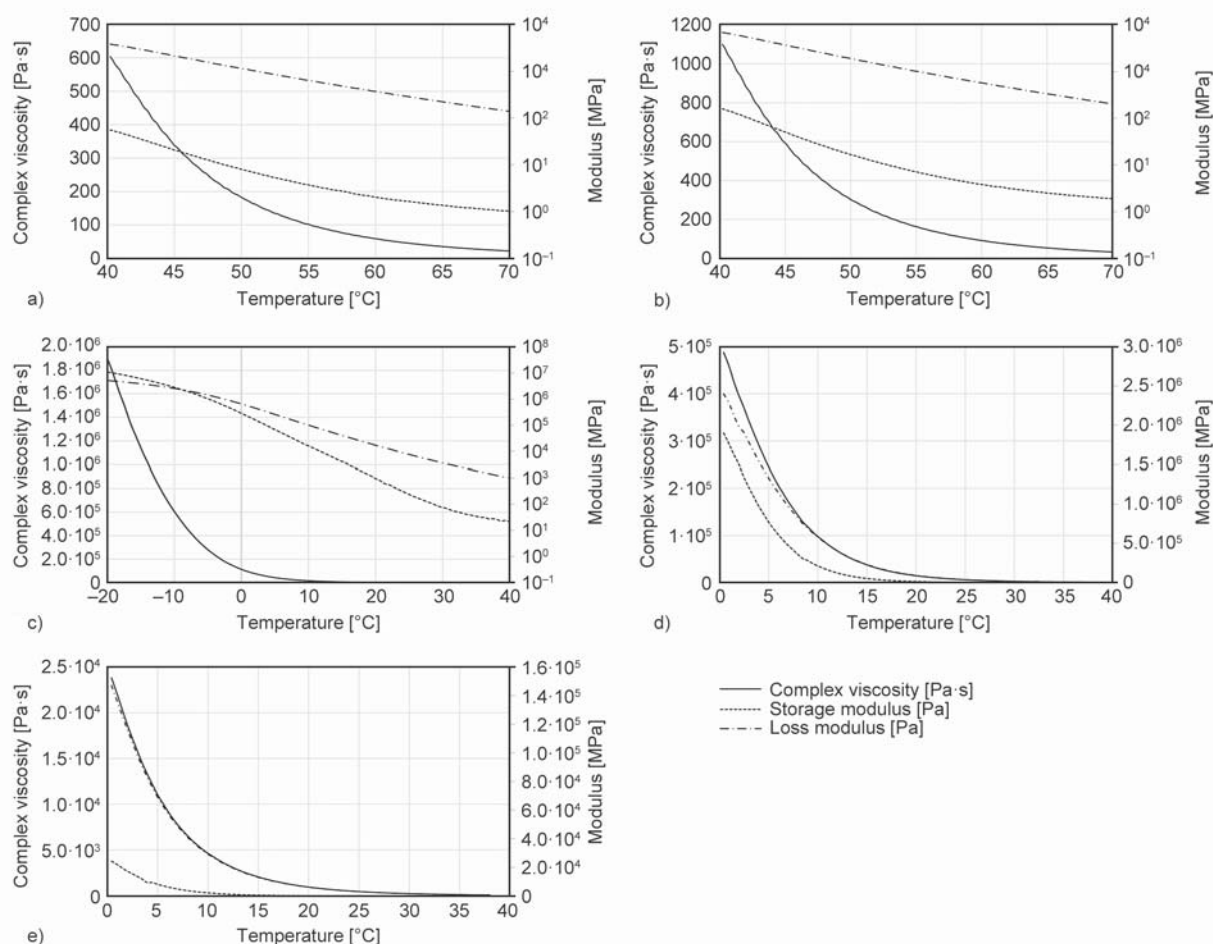 700
600
500
400
300
200
100
0
Complex viscosity [Pa·s]
10⁴
10⁴
10²
10¹
10⁰
10⁻¹
Modulus [MPa]
40 45 50 55 60 65 70
Temperature [°C]
a)
1200
1000
800
600
400
200
0
Complex viscosity [Pa·s]
10⁴
10⁴
10²
10¹
10⁰
10⁻¹
Modulus [MPa]
40 45 50 55 60 65 70
Temperature [°C]
b)
2.0·10⁶
1.8·10⁶
1.6·10⁶
1.4·10⁶
1.2·10⁶
1.0·10⁶
8.0·10⁵
6.0·10⁵
4.0·10⁵
2.0·10⁵
0
Complex viscosity [Pa·s]
10⁸
10⁷
10⁶
10⁵
10⁴
10³
10²
10¹
10⁰
10⁻¹
Modulus [MPa]
–20 –10 0 10 20 30 40
Temperature [°C]
c)
5·10⁵
4·10⁵
3·10⁵
2·10⁵
1·10⁵
0
Complex viscosity [Pa·s]
3.0·10⁶
2.5·10⁶
2.0·10⁶
1.5·10⁶
1.0·10⁶
5.0·10⁵
0
Modulus [MPa]
0 5 10 15 20 25 30 35 40
Temperature [°C]
d)
2.5·10⁴
2.0·10⁴
1.5·10⁴
1.0·10⁴
5.0·10³
0
Complex viscosity [Pa·s]
1.6·10⁵
1.4·10⁵
1.2·10⁵
1.0·10⁵
8.0·10⁴
6.0·10⁴
4.0·10⁴
2.0·10⁴
0
Modulus [MPa]
0 5 10 15 20 25 30 35 40
Temperature [°C]
e)
Complex viscosity [Pa·s]
Storage modulus [Pa]
Loss modulus [Pa]